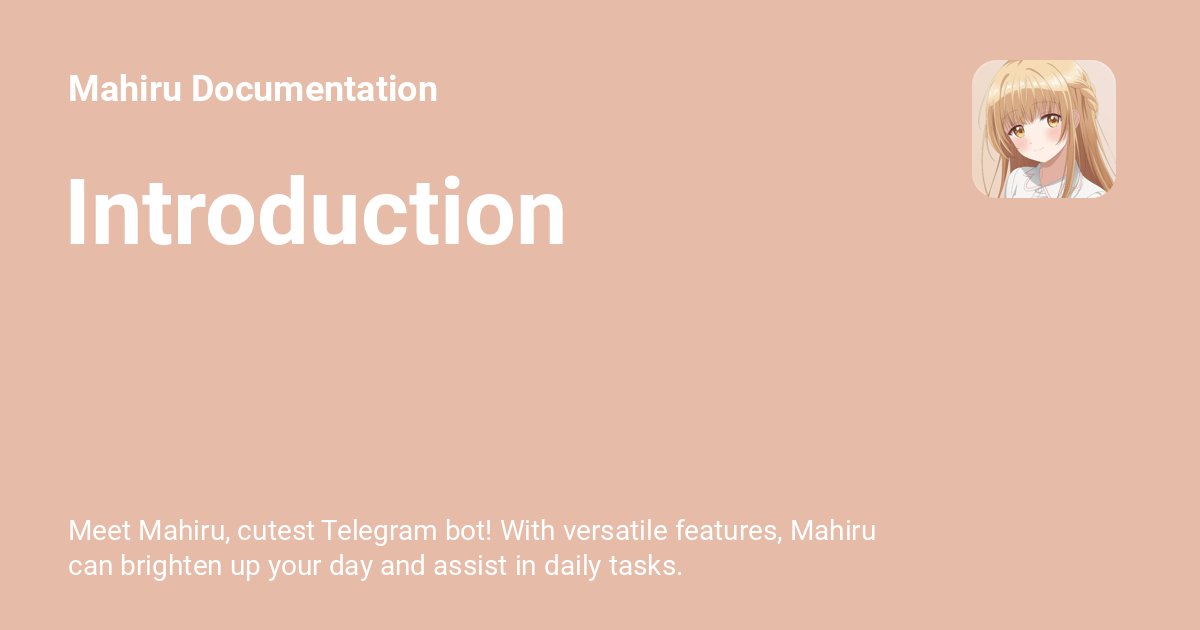 Mahiru Documentation
Introduction
Meet Mahiru, cutest Telegram bot! With versatile features, Mahiru
can brighten up your day and assist in daily tasks.